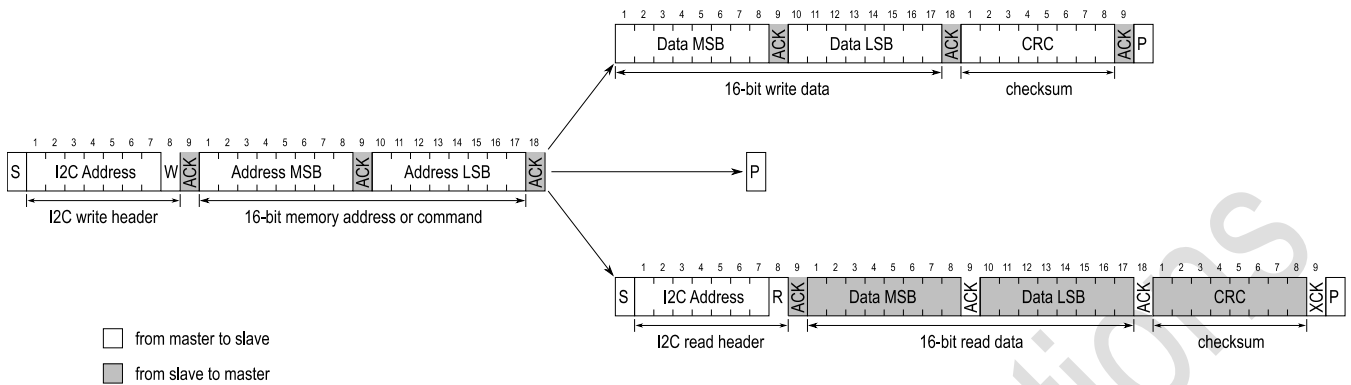 1 2 3 4 5 6 7 8 9 10 11 12 13 14 15 16 17 18 1 2 3 4 5 6 7 8 9
Data MSB ACK Data LSB ACK CRC ACK P
16-bit write data checksum
1 2 3 4 5 6 7 8 9 1 2 3 4 5 6 7 8 9 10 11 12 13 14 15 16 17 18
S I2C Address W ACK Address MSB ACK Address LSB ACK P
I2C write header 16-bit memory address or command
1 2 3 4 5 6 7 8 9 1 2 3 4 5 6 7 8 9 10 11 12 13 14 15 16 17 18 1 2 3 4 5 6 7 8 9
S I2C Address R ACK Data MSB ACK Data LSB ACK CRC XCK P
I2C read header 16-bit read data checksum
from master to slave
from slave to master